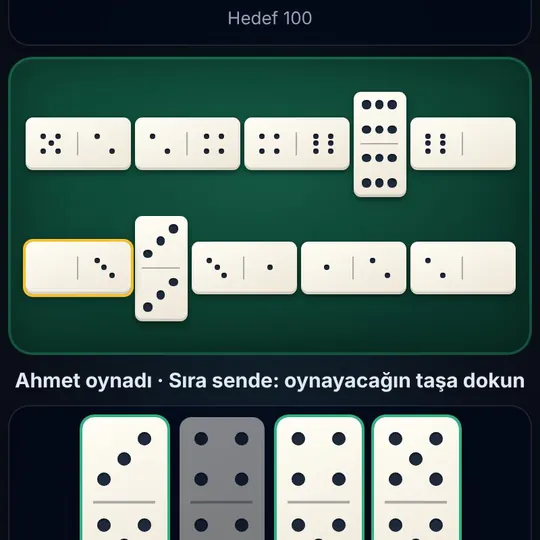 Hedef 100
Ahmet oynadı · Sıra sende: oynayacağın taşa dokun